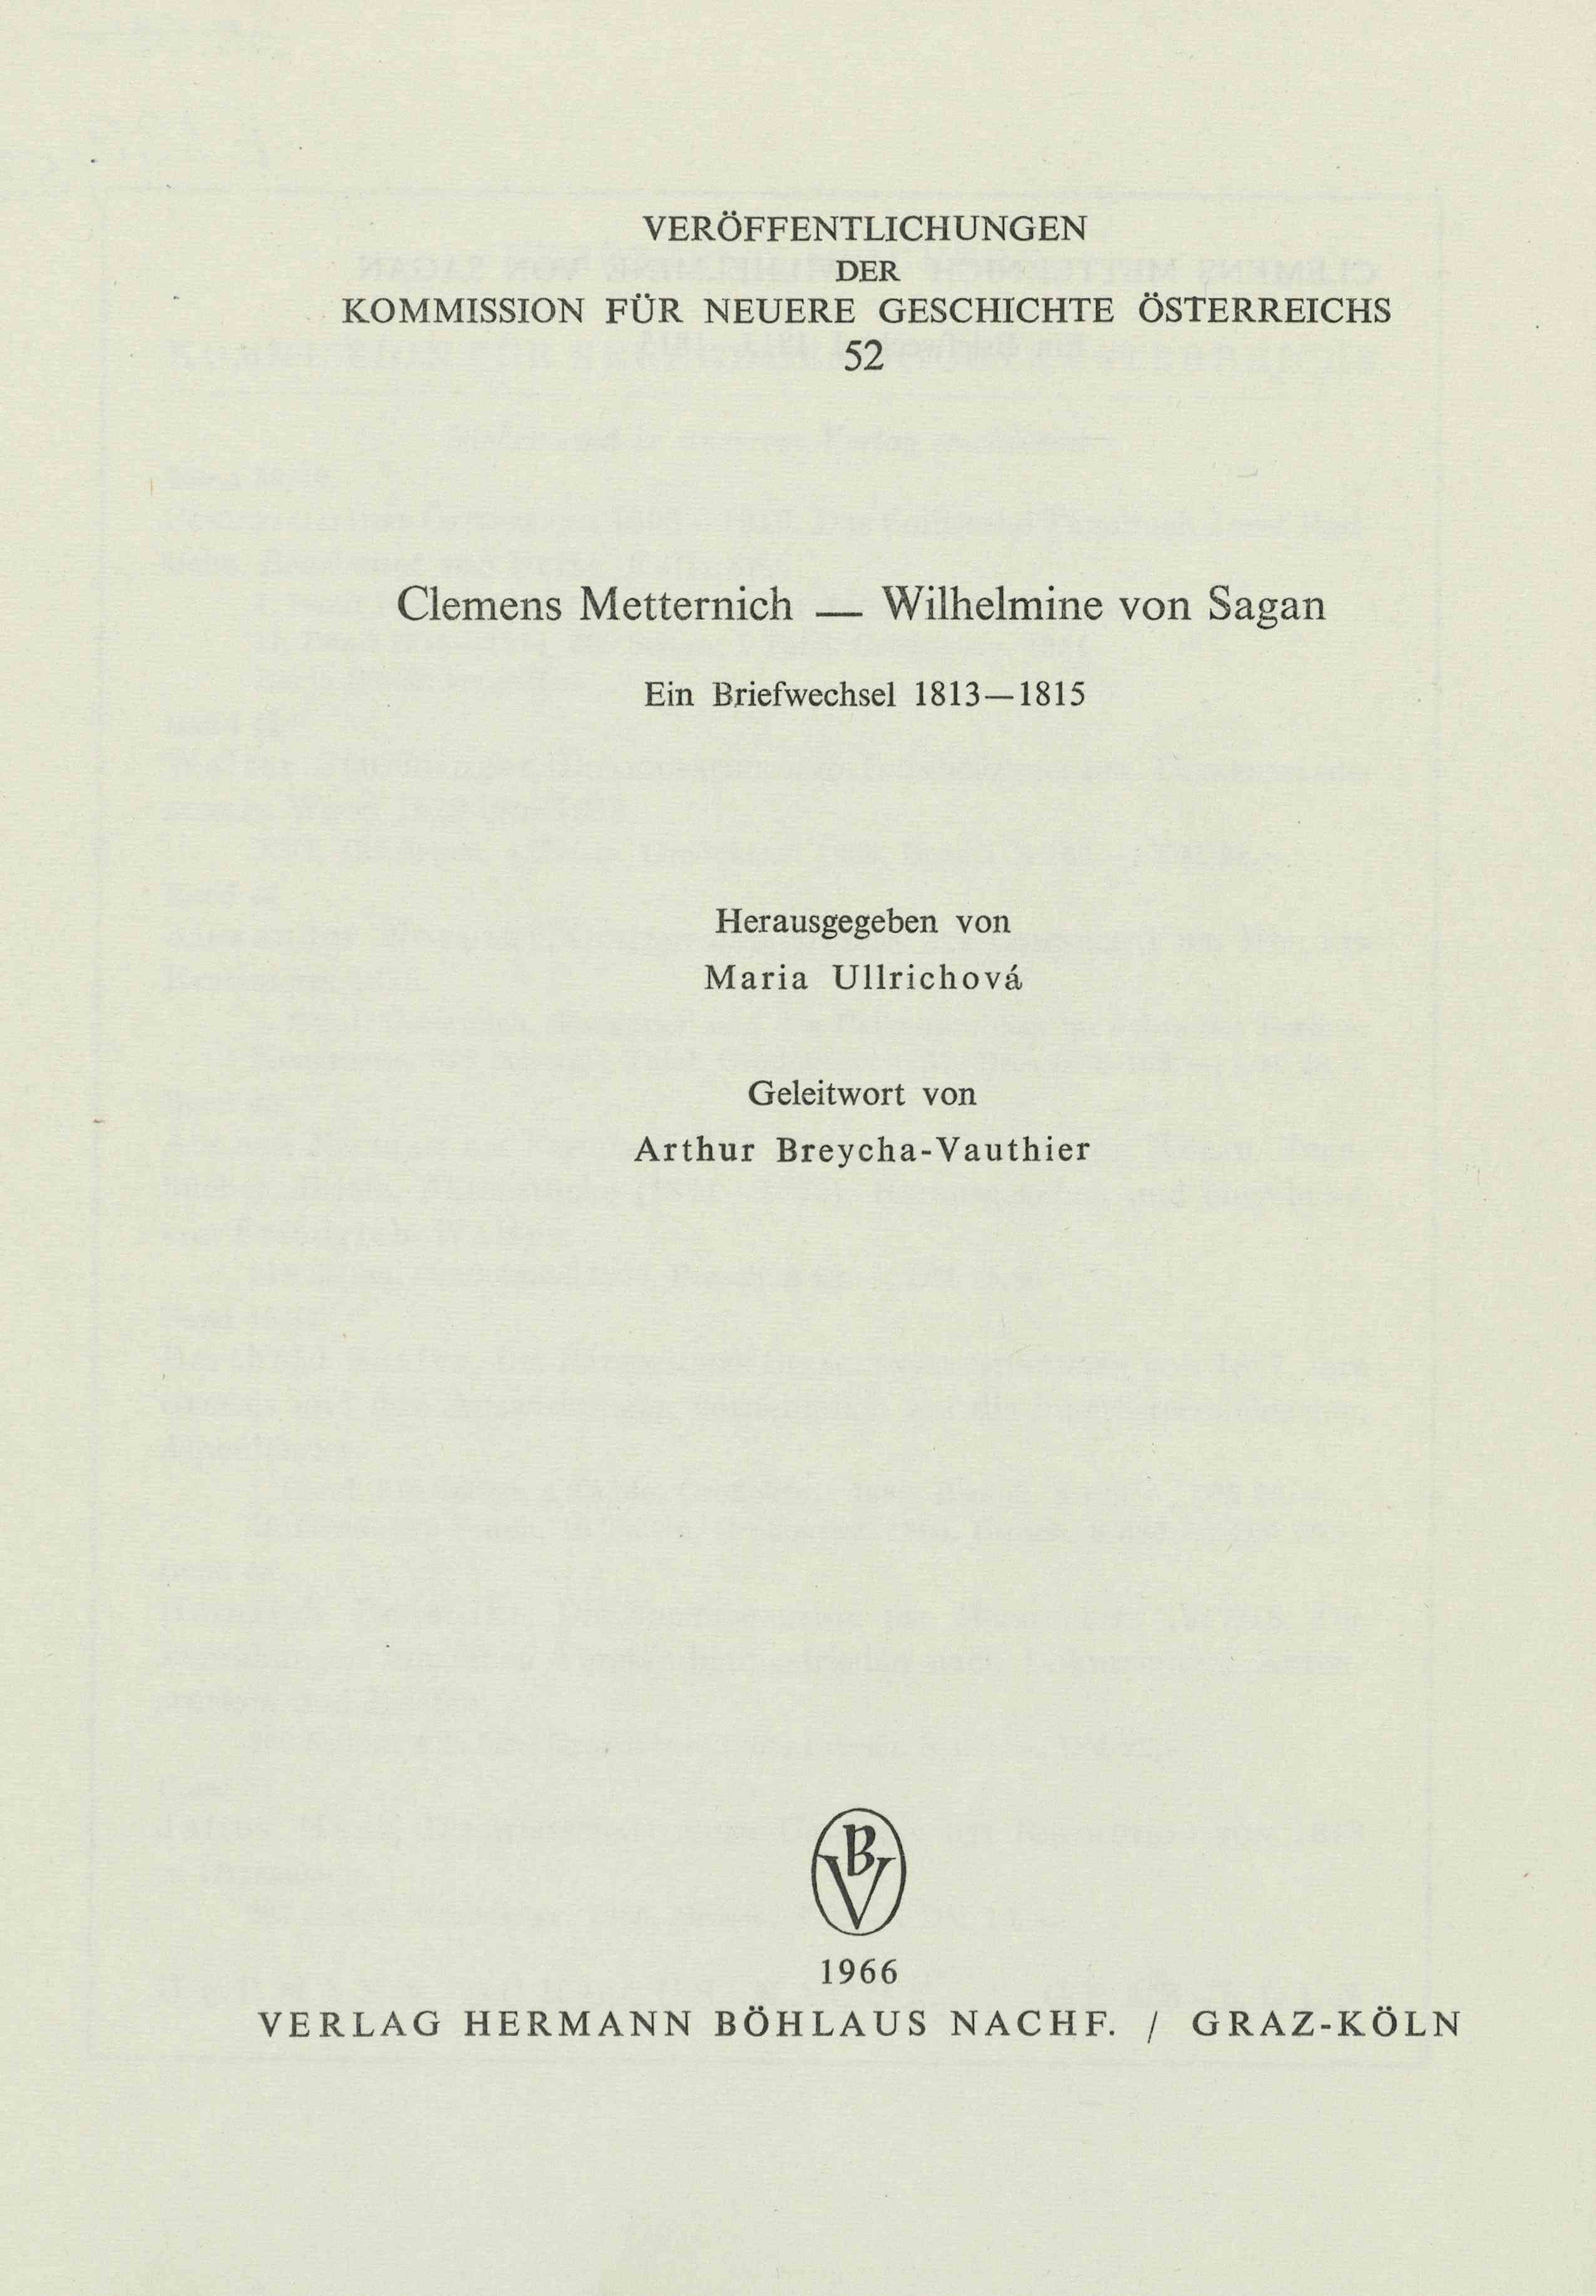 VERÖFFENTLICHUNGEN
DER
KOMMISSION FÜR NEUERE GESCHICHTE ÖSTERREICHS
52
Clemens Metternich — Wilhelmine von Sagan
Ein Briefwechsel 1813—1815
Herausgegeben von
Maria Ullrichová
Geleitwort von
Arthur Breycha-Vauthier
BV
1966
VERLAG HERMANN BÖHLAUS NACHF. / GRAZ-KÖLN